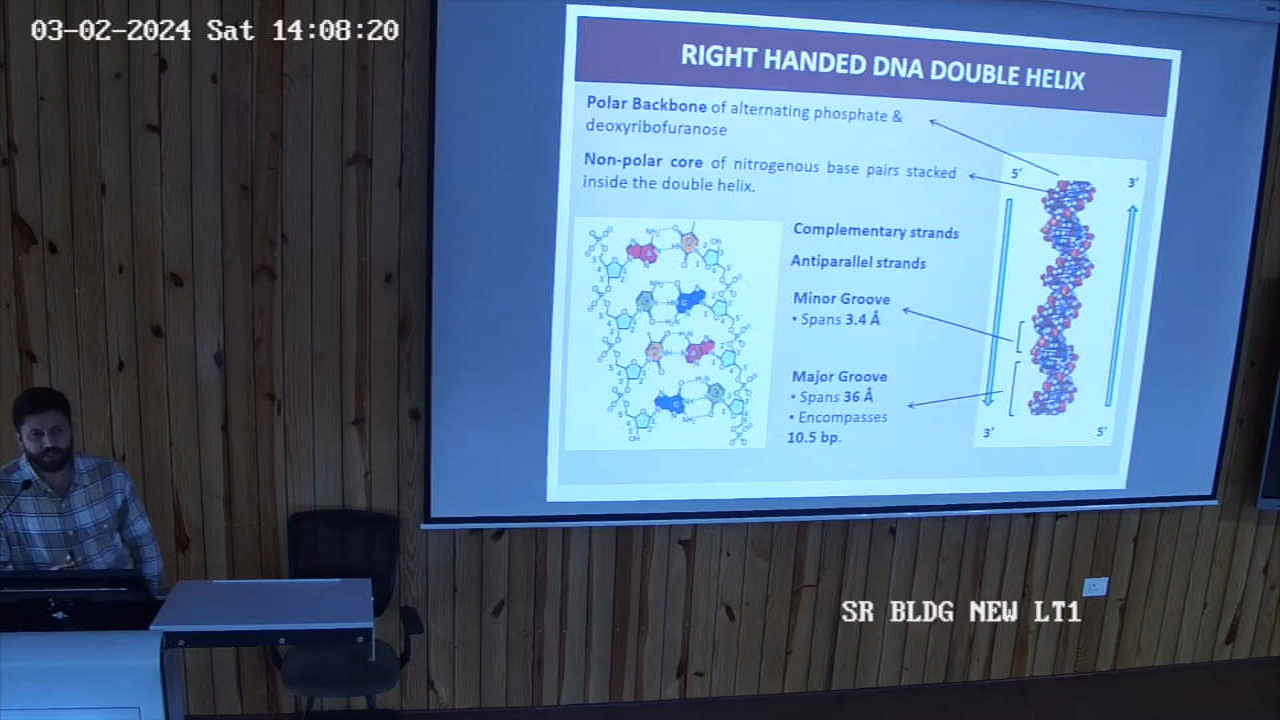 03-02-2024 Sat 14:08:20
RIGHT HANDED DNA DOUBLE HELIX
Polar Backbone of alternating phosphate &
deoxyribofuranose
Non-polar core of nitrogenous base pairs stacked
inside the double helix.
Complementary strands
Antiparallel strands
Minor Groove
• Spans 3.4 Å
Major Groove
• Spans 36 Å
• Encompasses
10.5 bp.
5'
3'
3'
5'
SR BLDG NEW LT1